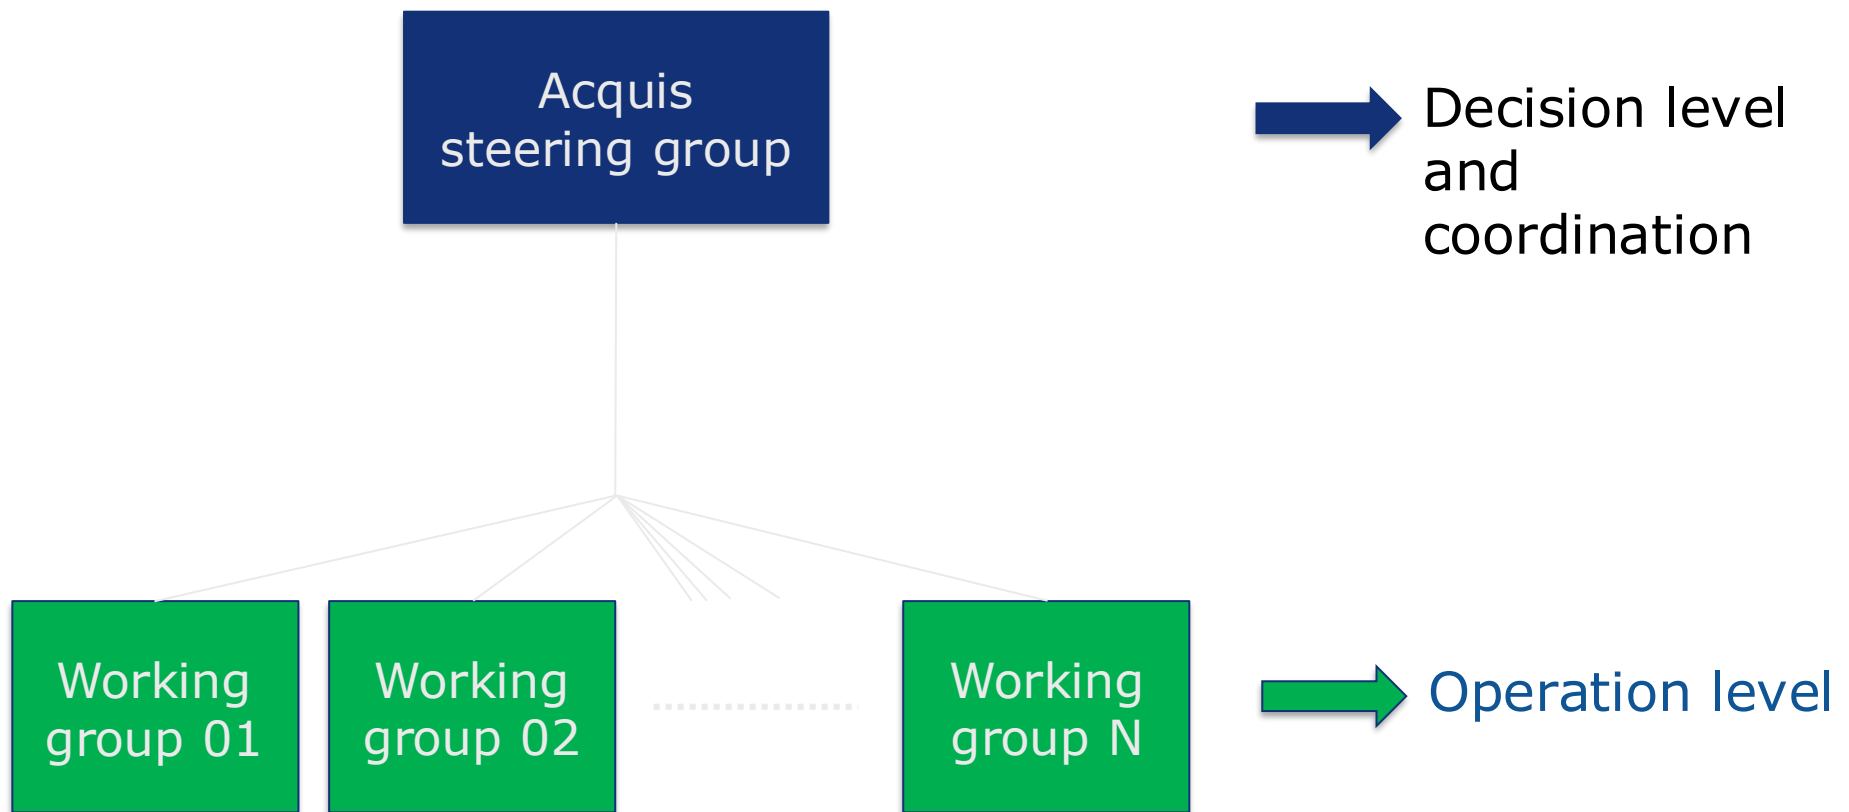 Acquis
steering group
Decision level
and
coordination
Working
group 01
Working
group 02
Working
group N
Operation level